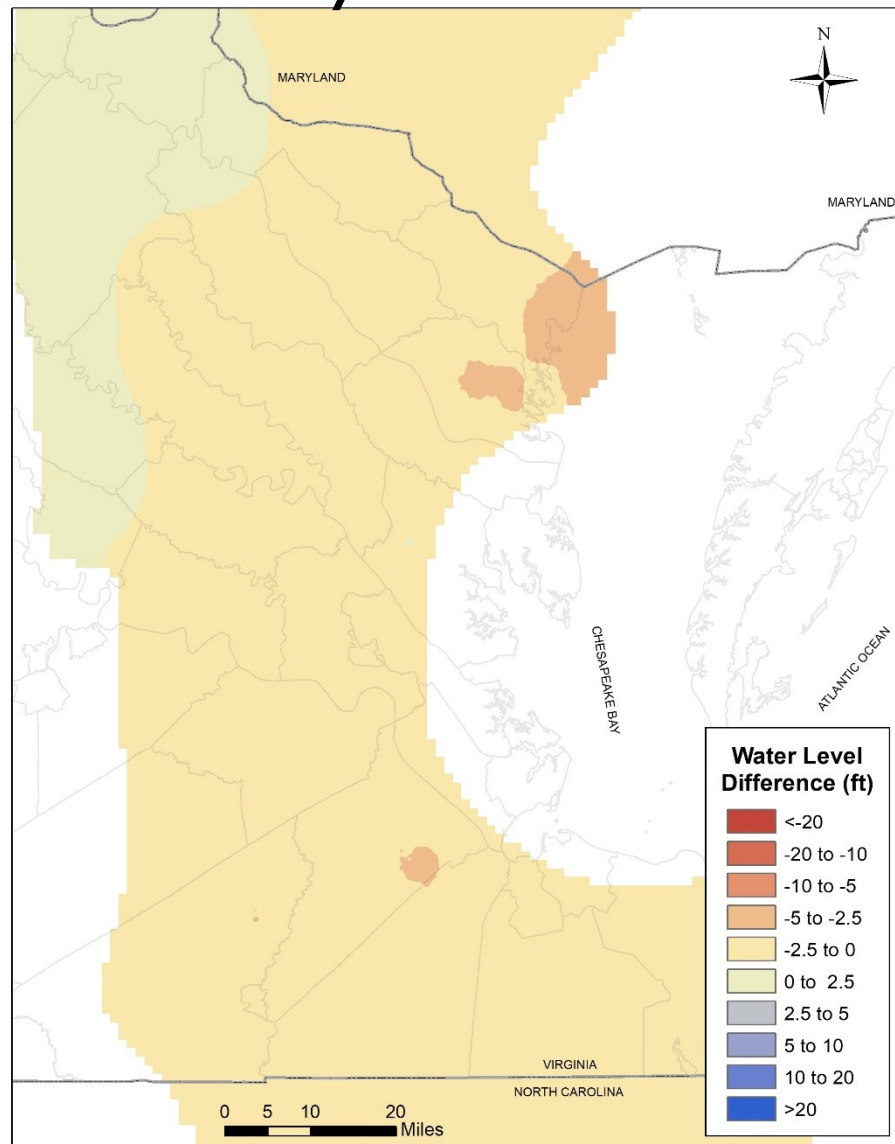 N
MARYLAND
MARYLAND
CHESAPEAKE BAY
ATLANTIC OCEAN
Water Level
Difference (ft)
<-20
-20 to -10
-10 to -5
-5 to -2.5
-2.5 to 0
0 to 2.5
2.5 to 5
5 to 10
10 to 20
>20
VIRGINIA
NORTH CAROLINA
0 5 10 20
Miles